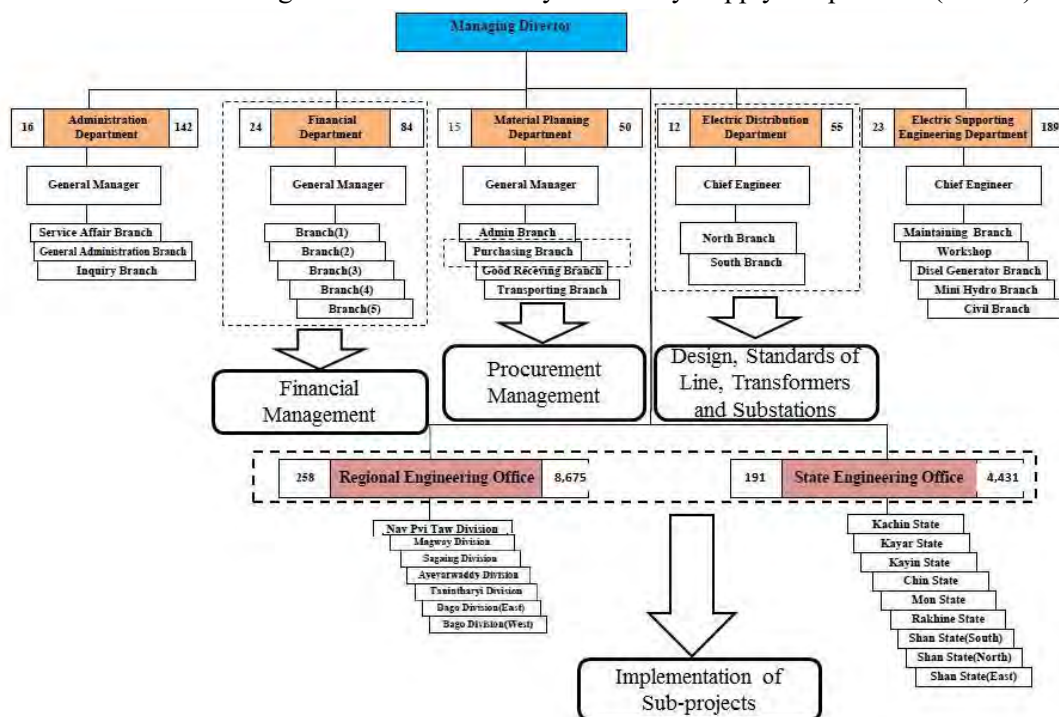 Managing Director
16
Administration
Department
142
24
Financial
Department
84
15
Material Planning
Department
50
12
Electric Distribution
Department
55
23
Electric Supporting
Engineering Department
189
General Manager
General Manager
General Manager
Chief Engineer
Chief Engineer
Service Affair Branch
General Administration Branch
Inquiry Branch
Branch(1)
Branch(2)
Branch(3)
Branch(4)
Branch(5)
Admin Branch
Purchasing Branch
Good Receving Branch
Transporting Branch
North Branch
South Branch
Maintaining Branch
Workshop
Disel Generator Branch
Mini Hydro Branch
Civil Branch
Financial
Management
Procurement
Management
Design, Standards of
Line, Transformers
and Substations
258
Regional Engineering Office
8,675
191
State Engineering Office
4,431
Nay Pyi Taw Division
Magway Division
Sagaing Division
Ayeyarwaddy Division
Tanintharyi Division
Bago Division(East)
Bago Division(West)
Kachin State
Kayar State
Kayin State
Chin State
Mon State
Rakhine State
Shan State(South)
Shan State(North)
Shan State(East)
Implementation of
Sub-projects